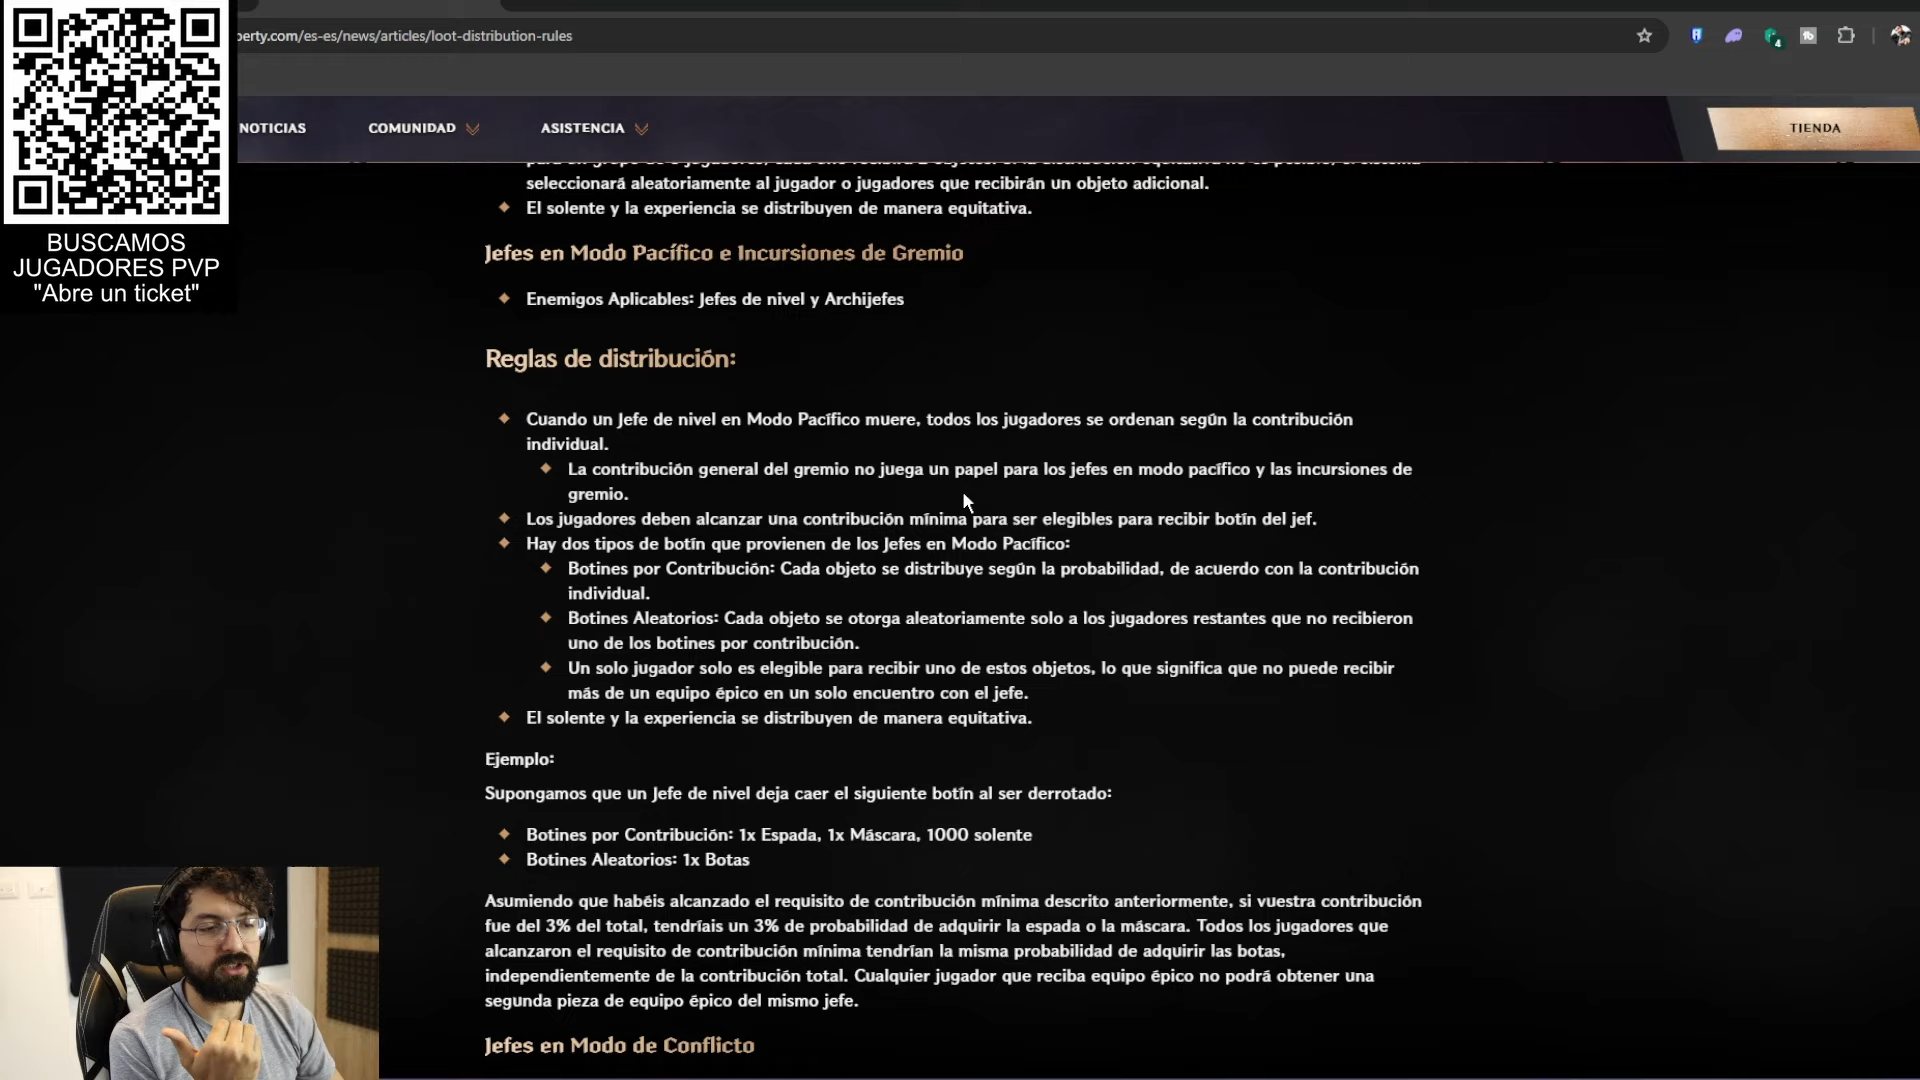 perty.com/es-es/news/articles/loot-distribution-rules
4
NOTICIAS
COMUNIDAD
ASISTENCIA
TIENDA
BUSCAMOS
JUGADORES PVP
"Abre un ticket"
seleccionará aleatoriamente al jugador o jugadores que recibirán un objeto adicional.
El solente y la experiencia se distribuyen de manera equitativa.
Jefes en Modo Pacífico e Incursiones de Gremio
Enemigos Aplicables: Jefes de nivel y Archijefes
Reglas de distribución:
Cuando un Jefe de nivel en Modo Pacífico muere, todos los jugadores se ordenan según la contribución
individual.
La contribución general del gremio no juega un papel para los jefes en modo pacífico y las incursiones de
gremio.
Los jugadores deben alcanzar una contribución mínima para ser elegibles para recibir botín del jef.
Hay dos tipos de botín que provienen de los Jefes en Modo Pacífico:
Botines por Contribución: Cada objeto se distribuye según la probabilidad, de acuerdo con la contribución
individual.
Botines Aleatorios: Cada objeto se otorga aleatoriamente solo a los jugadores restantes que no recibieron
uno de los botines por contribución.
Un solo jugador solo es elegible para recibir uno de estos objetos, lo que significa que no puede recibir
más de un equipo épico en un solo encuentro con el jefe.
El solente y la experiencia se distribuyen de manera equitativa.
Ejemplo:
Supongamos que un Jefe de nivel deja caer el siguiente botín al ser derrotado:
Botines por Contribución: 1x Espada, 1x Máscara, 1000 solente
Botines Aleatorios: 1x Botas
Asumiendo que habéis alcanzado el requisito de contribución mínima descrito anteriormente, si vuestra contribución
fue del 3% del total, tendríais un 3% de probabilidad de adquirir la espada o la máscara. Todos los jugadores que
alcanzaron el requisito de contribución mínima tendrían la misma probabilidad de adquirir las botas,
independientemente de la contribución total. Cualquier jugador que reciba equipo épico no podrá obtener una
segunda pieza de equipo épico del mismo jefe.
Jefes en Modo de Conflicto